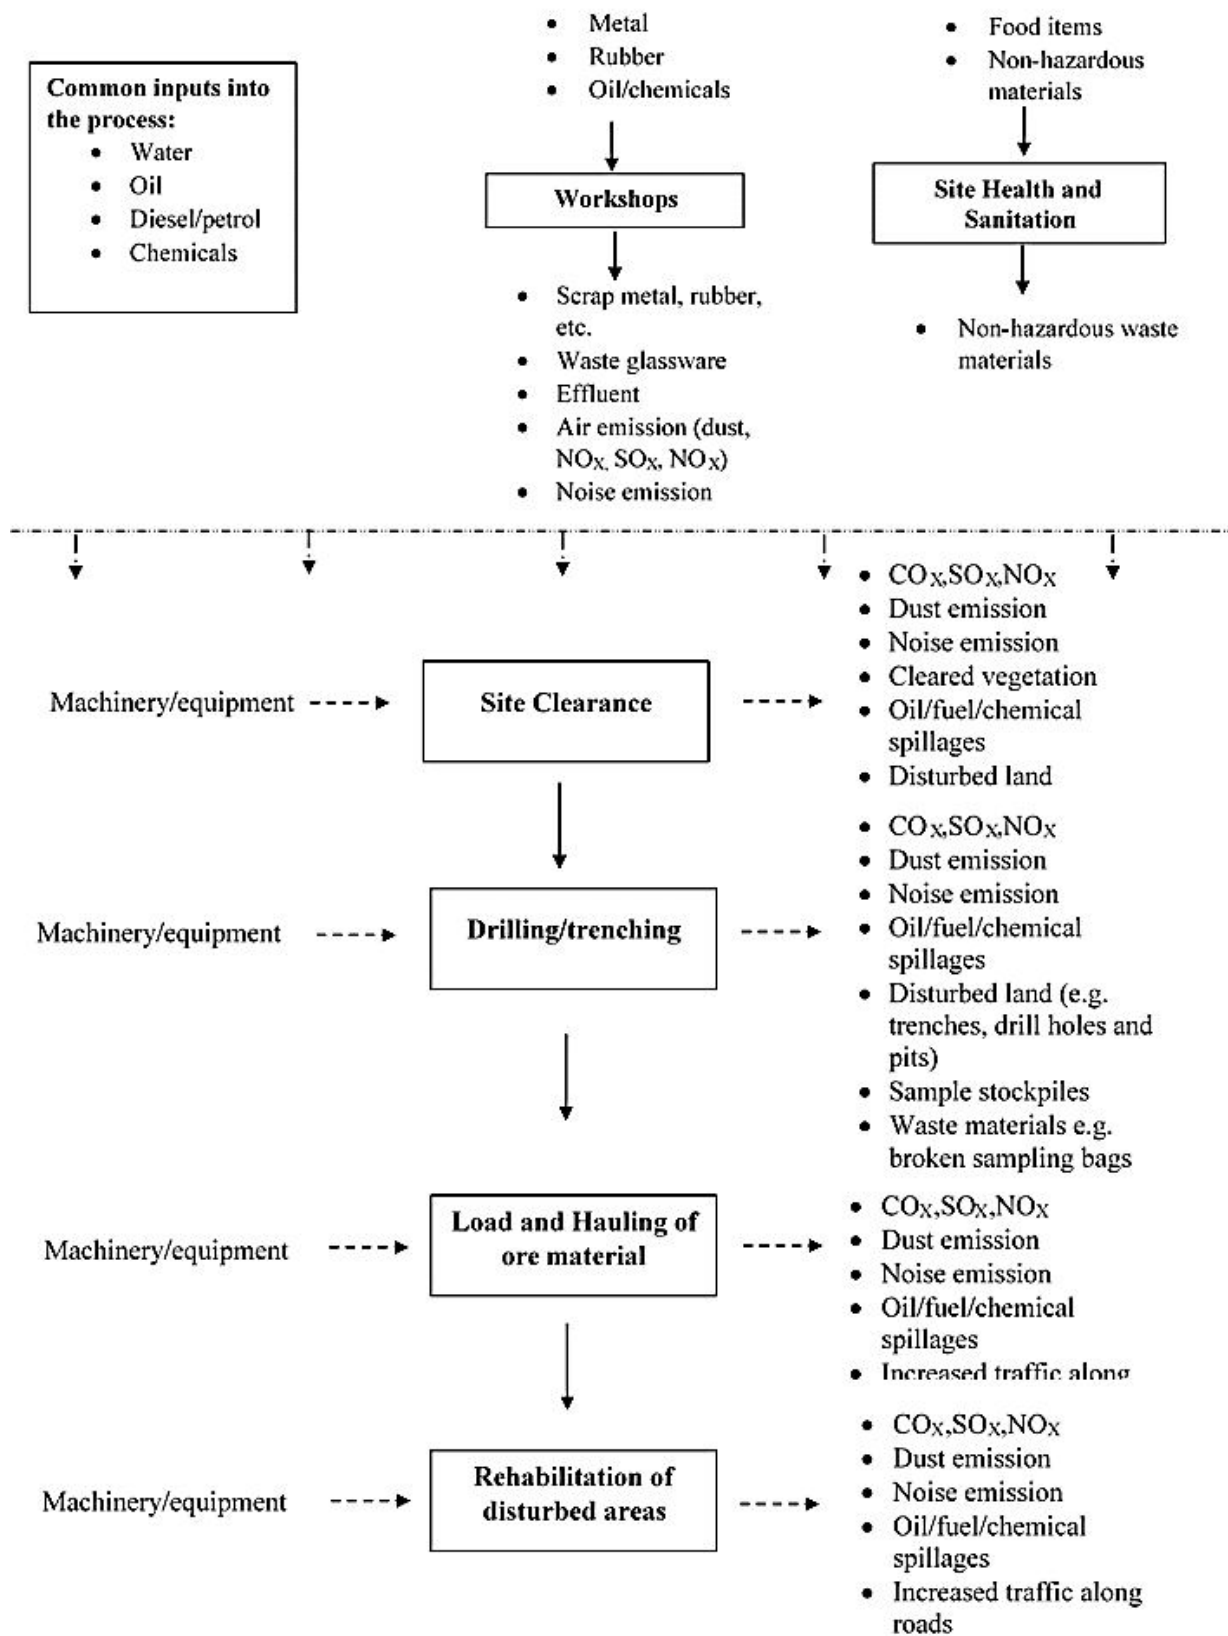 Common inputs into
the process:
• Water
• Oil
• Diesel/petrol
• Chemicals
• Metal
• Rubber
• Oil/chemicals
Workshops
• Scrap metal, rubber,
etc.
• Waste glassware
• Effluent
• Air emission (dust,
NOX, SOX, NOX)
• Noise emission
• Food items
• Non-hazardous
materials
Site Health and
Sanitation
• Non-hazardous waste
materials
Machinery/equipment
Site Clearance
• COX,SOX,NOX
• Dust emission
• Noise emission
• Cleared vegetation
• Oil/fuel/chemical
spillages
• Disturbed land
Machinery/equipment
Drilling/trenching
• COX,SOX,NOX
• Dust emission
• Noise emission
• Oil/fuel/chemical
spillages
• Disturbed land (e.g.
trenches, drill holes and
pits)
• Sample stockpiles
• Waste materials e.g.
broken sampling bags
Machinery/equipment
Load and Hauling of
ore material
• COX,SOX,NOX
• Dust emission
• Noise emission
• Oil/fuel/chemical
spillages
• Increased traffic along
Machinery/equipment
Rehabilitation of
disturbed areas
• COX,SOX,NOX
• Dust emission
• Noise emission
• Oil/fuel/chemical
spillages
• Increased traffic along
roads